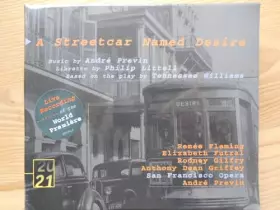 A Streetcar Named Desire
Music by André Previn
Libretto by Philip Littell
based on the play by Tennessee Williams
Live Recording
of the
World Première
Renée Fleming
Elizabeth Futral
Rodney Gilfry
Anthony Dean Griffey
San Francisco Opera
André Previn
20
21